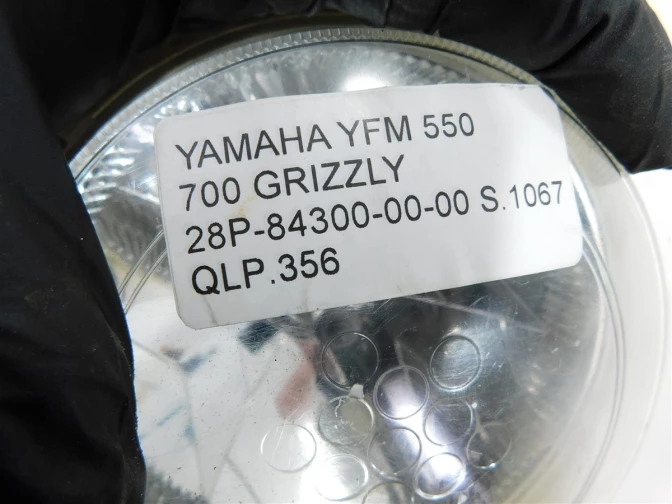 YAMAHA YFM 550
700 GRIZZLY
28P-84300-00-00 S.1067
QLP.356